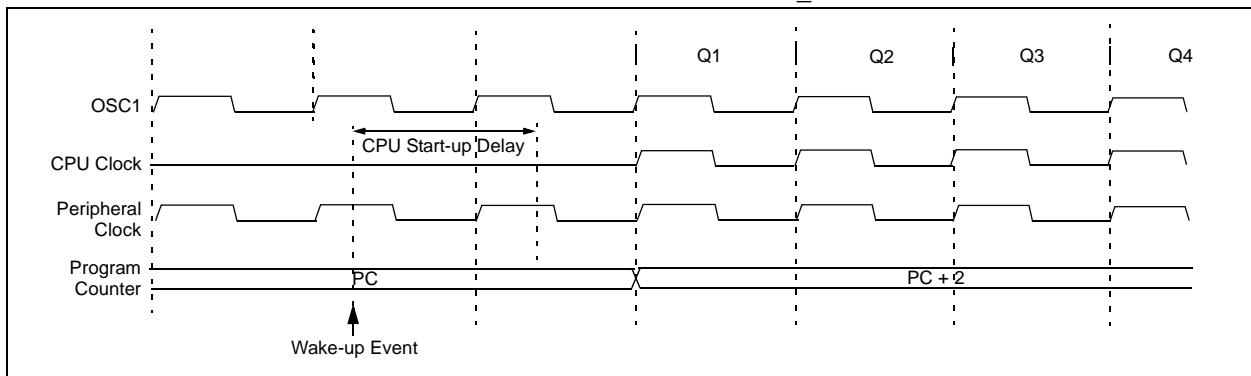 Q1 Q2 Q3 Q4
OSC1
CPU Start-up Delay
CPU Clock
Peripheral
Clock
Program
Counter
PC PC + 2
Wake-up Event